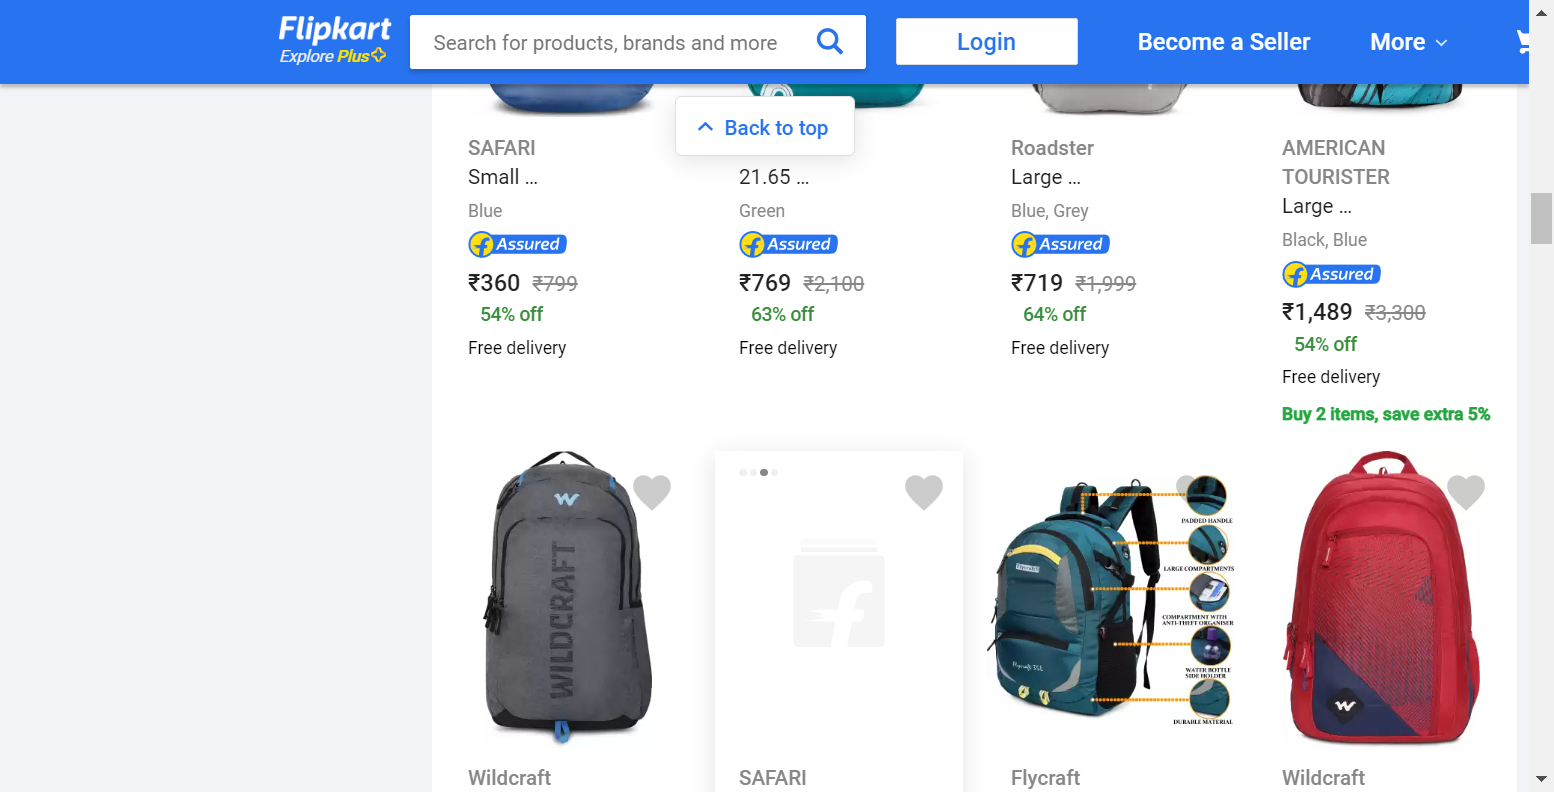 Flipkart
Explore Plus
Search for products, brands and more
Login
Become a Seller
More
Back to top
SAFARI
Small ...
Blue
Assured
₹360 ₹799
54% off
Free delivery
21.65 ...
Green
Assured
₹769 ₹2,100
63% off
Free delivery
Roadster
Large ...
Blue, Grey
Assured
₹719 ₹1,999
64% off
Free delivery
AMERICAN
TOURISTER
Large ...
Black, Blue
Assured
₹1,489 ₹3,300
54% off
Free delivery
Buy 2 items, save extra 5%
WILDCRAFT
Wildcraft
SAFARI
PADDED HANDLE
LARGE COMPARTMENTS
COMPARTMENT WITH
ANTI-THEFT ORGANISER
WATER BOTTLE
SIDE HOLDER
DURABLE MATERIAL
Flycraft 35L
Flycraft
Wildcraft